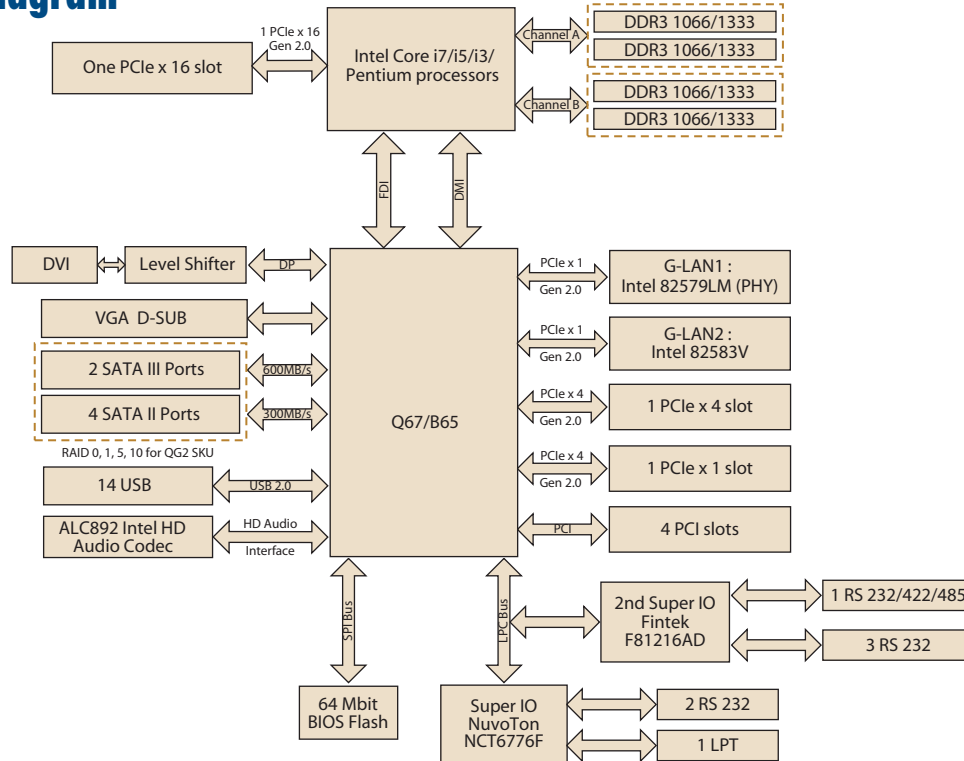 1 PCIe x 16
Gen 2.0
One PCIe x 16 slot
Intel Core i7/i5/i3/
Pentium processors
Channel A
DDR3 1066/1333
DDR3 1066/1333
Channel B
DDR3 1066/1333
DDR3 1066/1333
FDI
DMI
DVI
Level Shifter
DP
VGA D-SUB
2 SATA III Ports
600MB/s
4 SATA II Ports
300MB/s
RAID 0, 1, 5, 10 for QG2 SKU
14 USB
USB 2.0
ALC892 Intel HD
Audio Codec
HD Audio
Interface
Q67/B65
PCIe x 1
Gen 2.0
G-LAN1 :
Intel 82579LM (PHY)
PCIe x 1
Gen 2.0
G-LAN2 :
Intel 82583V
PCIe x 4
Gen 2.0
1 PCIe x 4 slot
PCIe x 4
Gen 2.0
1 PCIe x 1 slot
PCI
4 PCI slots
SPI Bus
LPC Bus
2nd Super IO
Fintek
F81216AD
1 RS 232/422/485
3 RS 232
64 Mbit
BIOS Flash
Super IO
NuvoTon
NCT6776F
2 RS 232
1 LPT